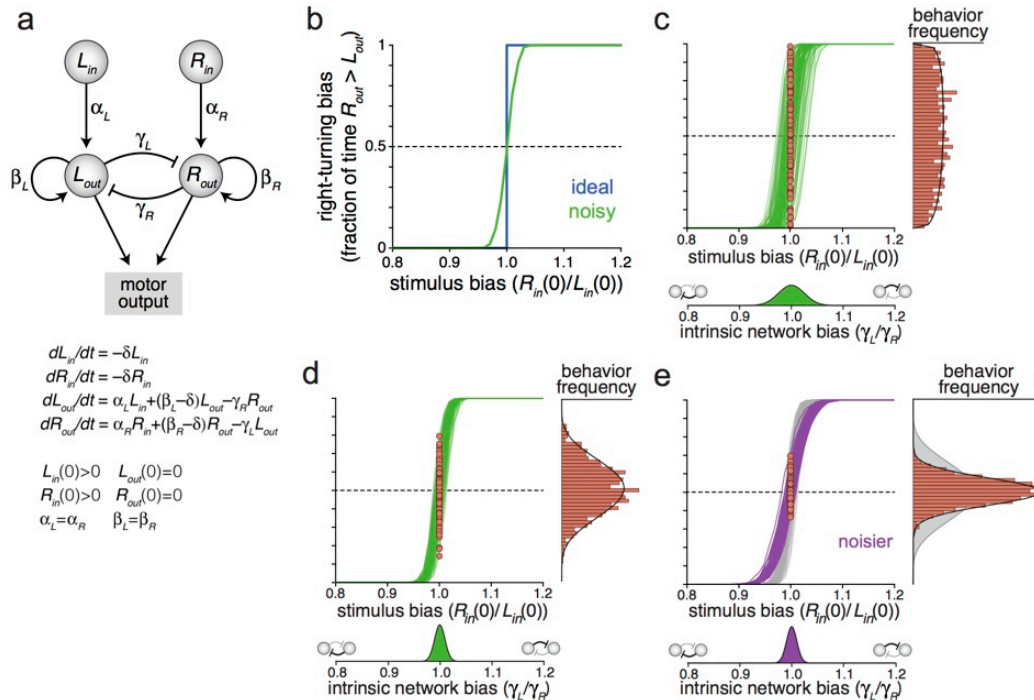 a
L_in
R_in
α_L
α_R
γ_L
β_L
L_out
R_out
β_R
γ_R
motor
output
dL_in/dt = −δL_in
dR_in/dt = −δR_in
dL_out/dt = α_L L_in+(β_L−δ)L_out−γ_R R_out
dR_out/dt = α_R R_in+(β_R−δ)R_out−γ_L L_out
L_in(0)>0 L_out(0)=0
R_in(0)>0 R_out(0)=0
α_L=α_R β_L=β_R
b
right-turning bias
(fraction of time R_out > L_out)
1
0.5
0
ideal
noisy
0.8 0.9 1.0 1.1 1.2
stimulus bias (R_in(0)/L_in(0))
c
behavior
frequency
0.8 0.9 1.0 1.1 1.2
stimulus bias (R_in(0)/L_in(0))
0.8 0.9 1.0 1.1 1.2
intrinsic network bias (γ_L/γ_R)
d
behavior
frequency
0.8 0.9 1.0 1.1 1.2
stimulus bias (R_in(0)/L_in(0))
0.8 0.9 1.0 1.1 1.2
intrinsic network bias (γ_L/γ_R)
e
behavior
frequency
noisier
0.8 0.9 1.0 1.1 1.2
stimulus bias (R_in(0)/L_in(0))
0.8 0.9 1.0 1.1 1.2
intrinsic network bias (γ_L/γ_R)